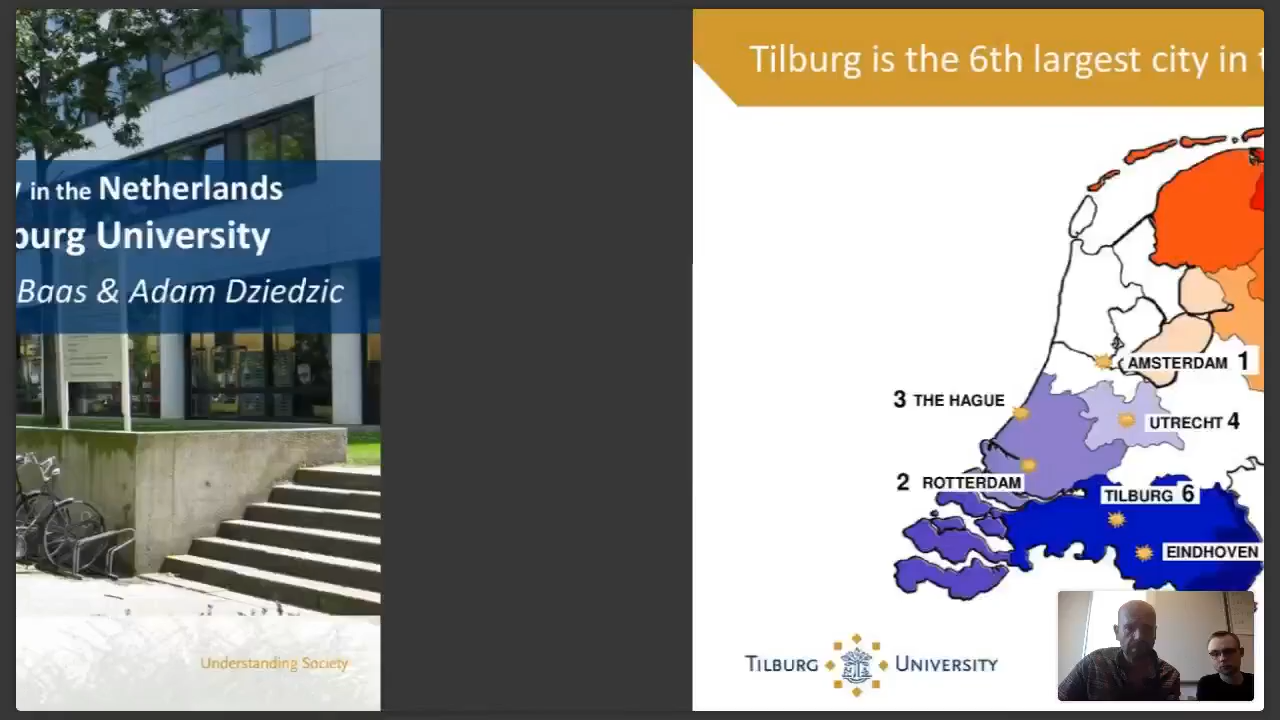 in the Netherlands
burg University
Baas & Adam Dziedzic
Understanding Society
Tilburg is the 6th largest city in
AMSTERDAM 1
3 THE HAGUE
UTRECHT 4
2 ROTTERDAM
TILBURG 6
EINDHOVEN
TILBURG UNIVERSITY